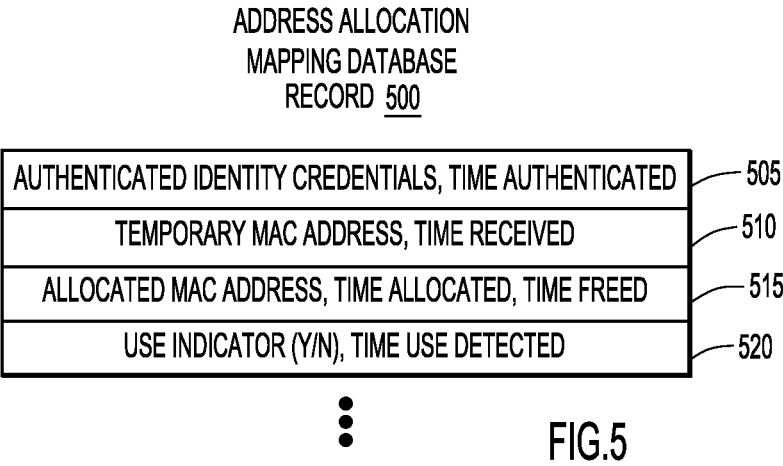 ADDRESS ALLOCATION
MAPPING DATABASE
RECORD 500
AUTHENTICATED IDENTITY CREDENTIALS, TIME AUTHENTICATED
505
TEMPORARY MAC ADDRESS, TIME RECEIVED
510
ALLOCATED MAC ADDRESS, TIME ALLOCATED, TIME FREED
515
USE INDICATOR (Y/N), TIME USE DETECTED
520
FIG.5